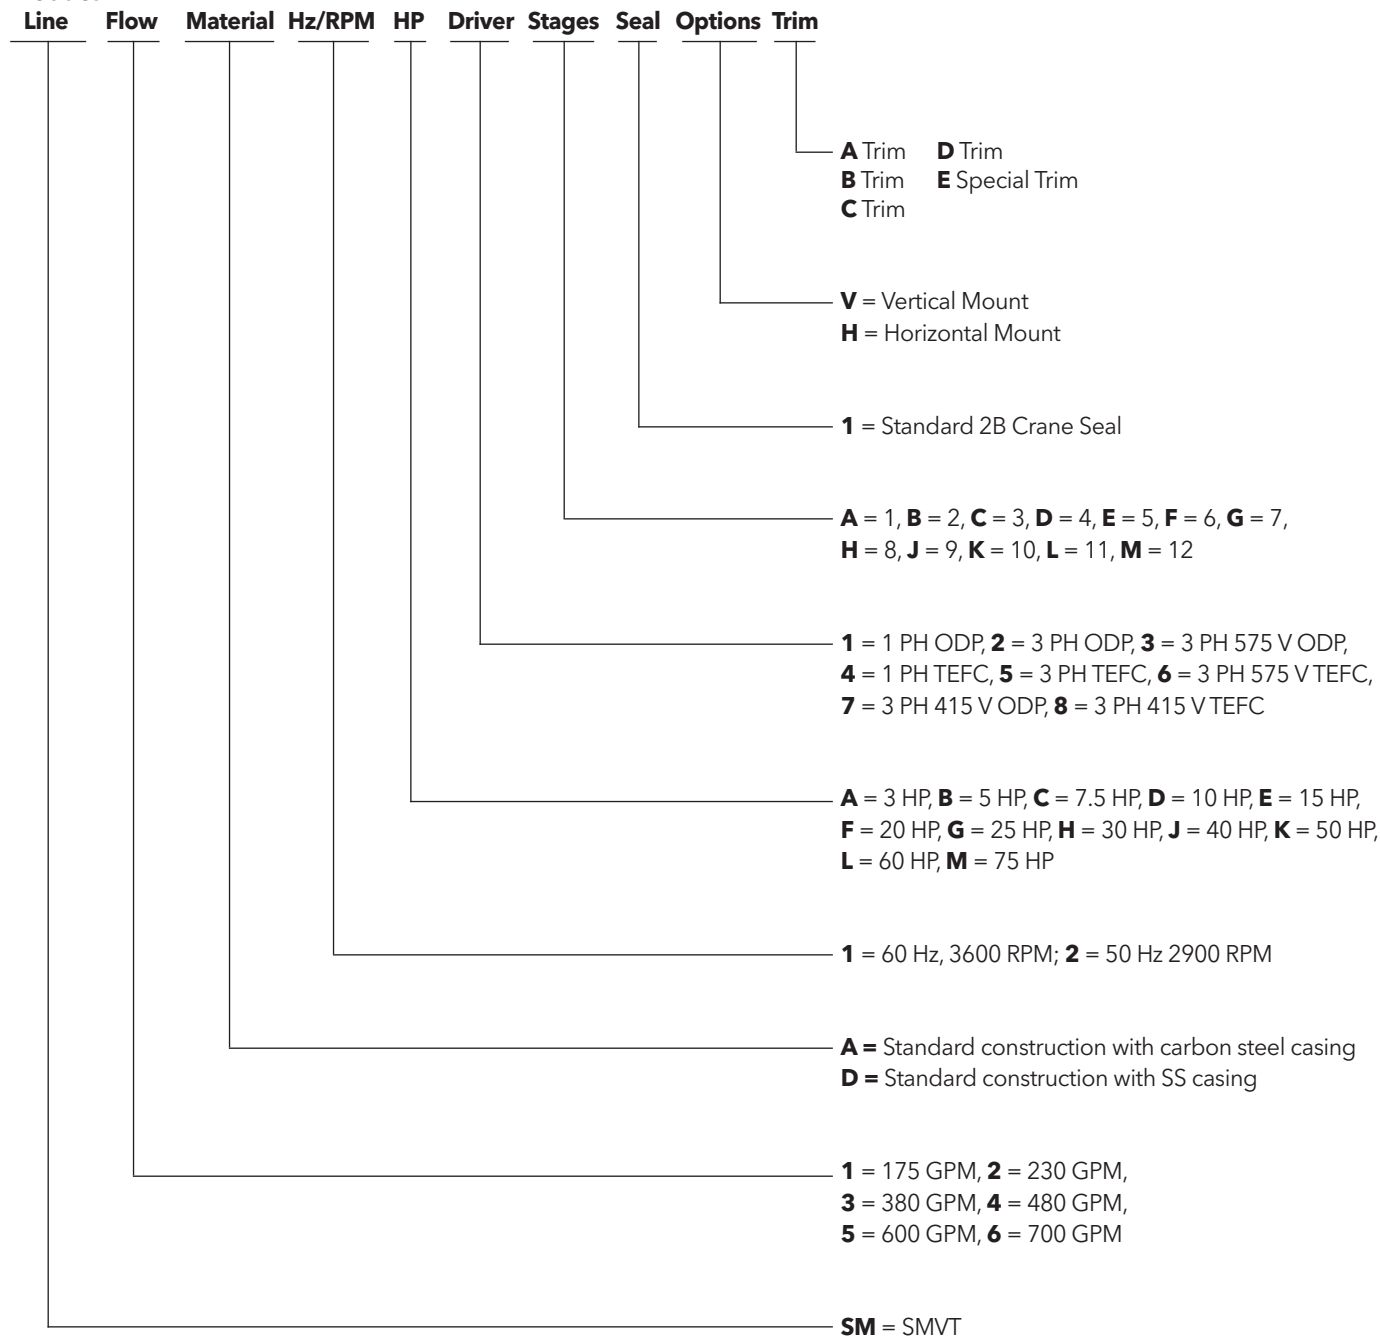 Line Flow Material Hz/RPM HP Driver Stages Seal Options Trim
A Trim D Trim
B Trim E Special Trim
C Trim
V = Vertical Mount
H = Horizontal Mount
1 = Standard 2B Crane Seal
A = 1, B = 2, C = 3, D = 4, E = 5, F = 6, G = 7,
H = 8, J = 9, K = 10, L = 11, M = 12
1 = 1 PH ODP, 2 = 3 PH ODP, 3 = 3 PH 575 V ODP,
4 = 1 PH TEFC, 5 = 3 PH TEFC, 6 = 3 PH 575 V TEFC,
7 = 3 PH 415 V ODP, 8 = 3 PH 415 V TEFC
A = 3 HP, B = 5 HP, C = 7.5 HP, D = 10 HP, E = 15 HP,
F = 20 HP, G = 25 HP, H = 30 HP, J = 40 HP, K = 50 HP,
L = 60 HP, M = 75 HP
1 = 60 Hz, 3600 RPM; 2 = 50 Hz 2900 RPM
A = Standard construction with carbon steel casing
D = Standard construction with SS casing
1 = 175 GPM, 2 = 230 GPM,
3 = 380 GPM, 4 = 480 GPM,
5 = 600 GPM, 6 = 700 GPM
SM = SMVT